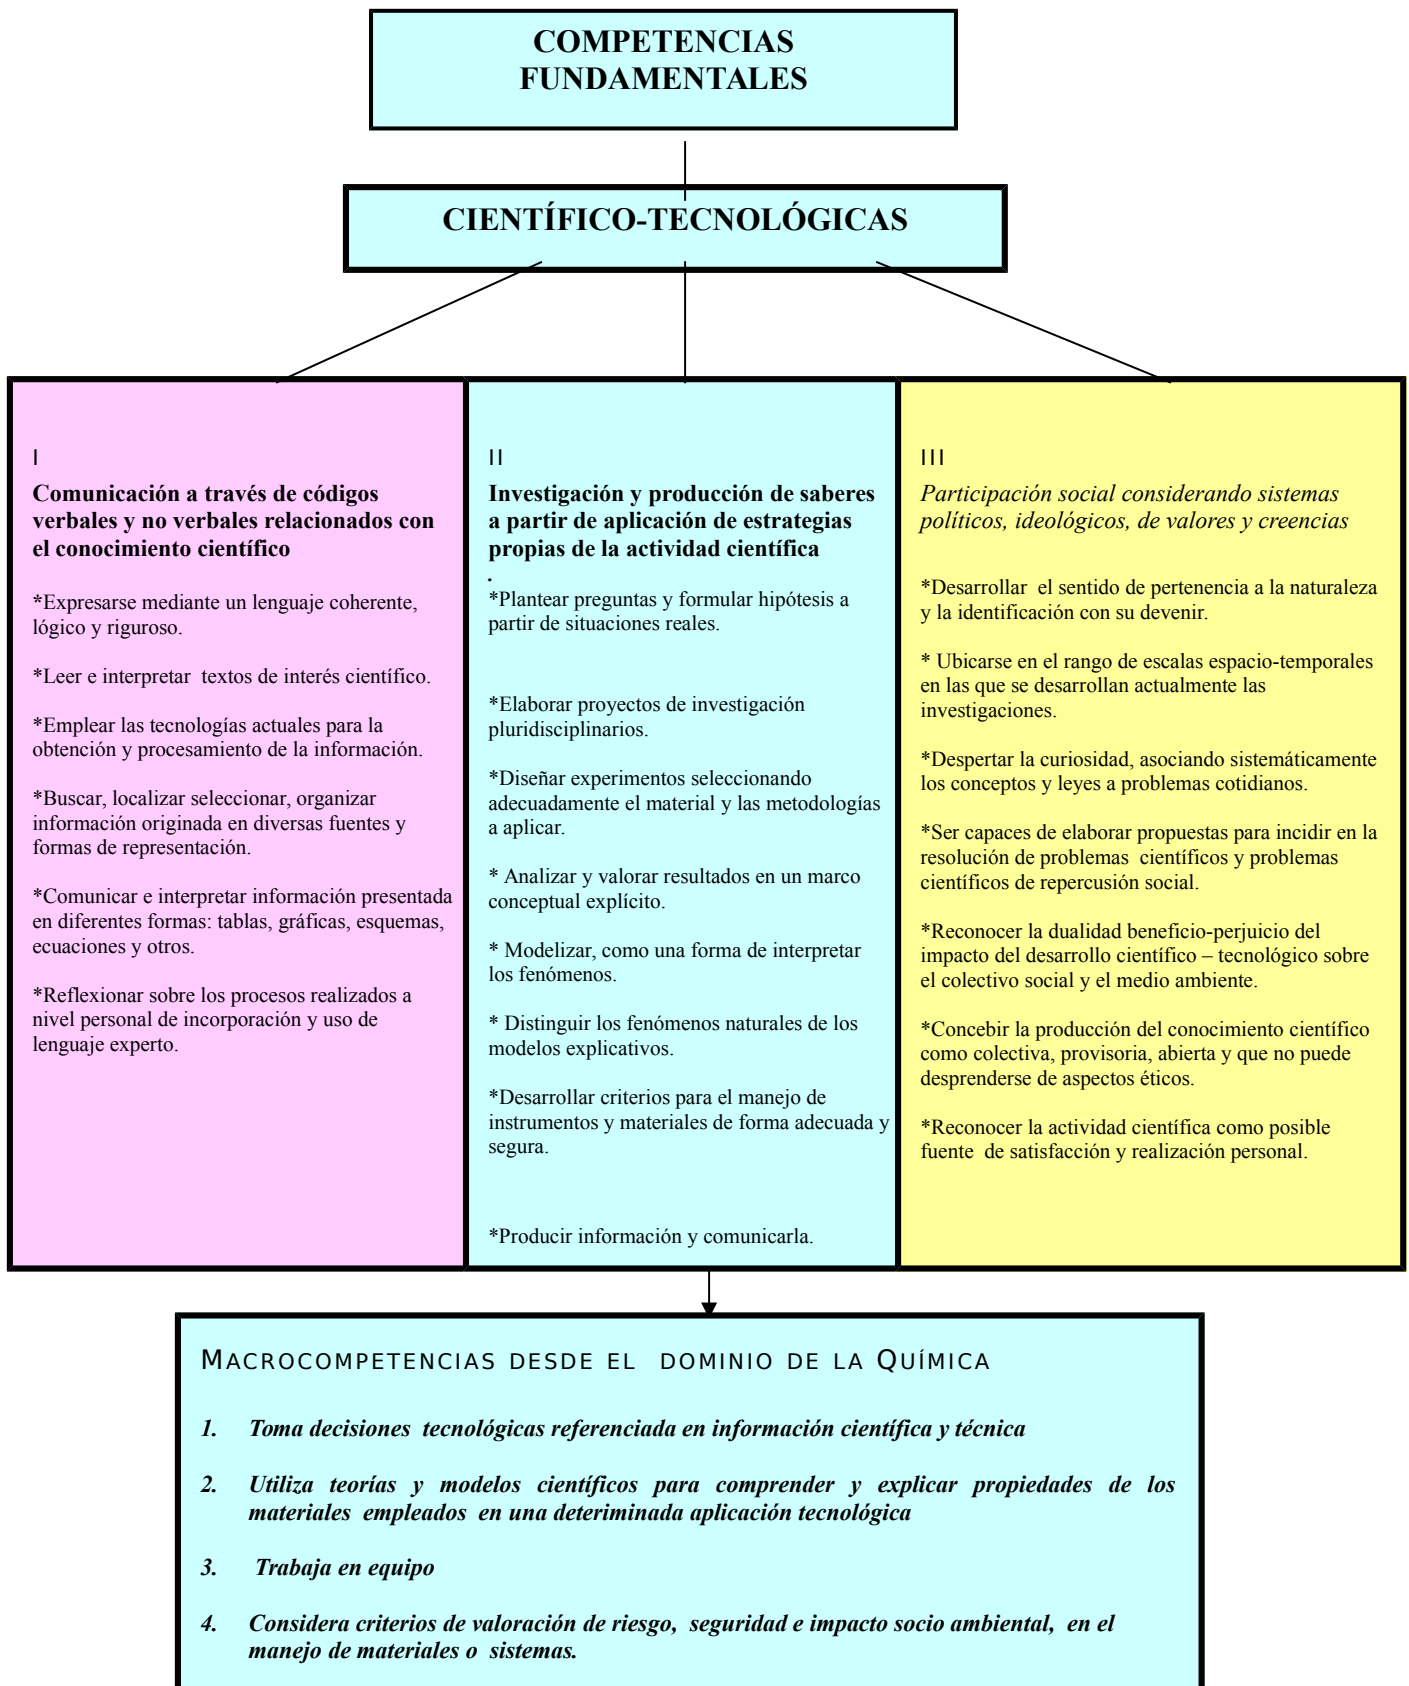 COMPETENCIAS
FUNDAMENTALES
CIENTÍFICO-TECNOLÓGICAS
I
Comunicación a través de códigos
verbales y no verbales relacionados con
el conocimiento científico
*Expresarse mediante un lenguaje coherente,
lógico y riguroso.
*Leer e interpretar textos de interés científico.
*Emplear las tecnologías actuales para la
obtención y procesamiento de la información.
*Buscar, localizar seleccionar, organizar
información originada en diversas fuentes y
formas de representación.
*Comunicar e interpretar información presentada
en diferentes formas: tablas, gráficas, esquemas,
ecuaciones y otros.
*Reflexionar sobre los procesos realizados a
nivel personal de incorporación y uso de
lenguaje experto.
II
Investigación y producción de saberes
a partir de aplicación de estrategias
propias de la actividad científica
.
*Plantear preguntas y formular hipótesis a
partir de situaciones reales.
*Elaborar proyectos de investigación
pluridisciplinarios.
*Diseñar experimentos seleccionando
adecuadamente el material y las metodologías
a aplicar.
* Analizar y valorar resultados en un marco
conceptual explícito.
* Modelizar, como una forma de interpretar
los fenómenos.
* Distinguir los fenómenos naturales de los
modelos explicativos.
*Desarrollar criterios para el manejo de
instrumentos y materiales de forma adecuada y
segura.
*Producir información y comunicarla.
III
Participación social considerando sistemas
políticos, ideológicos, de valores y creencias
*Desarrollar el sentido de pertenencia a la naturaleza
y la identificación con su devenir.
* Ubicarse en el rango de escalas espacio-temporales
en las que se desarrollan actualmente las
investigaciones.
*Despertar la curiosidad, asociando sistemáticamente
los conceptos y leyes a problemas cotidianos.
*Ser capaces de elaborar propuestas para incidir en la
resolución de problemas científicos y problemas
científicos de repercusión social.
*Reconocer la dualidad beneficio-perjuicio del
impacto del desarrollo científico – tecnológico sobre
el colectivo social y el medio ambiente.
*Concebir la producción del conocimiento científico
como colectiva, provisoria, abierta y que no puede
desprenderse de aspectos éticos.
*Reconocer la actividad científica como posible
fuente de satisfacción y realización personal.
MACROCOMPETENCIAS DESDE EL DOMINIO DE LA QUÍMICA
1. Toma decisiones tecnológicas referenciada en información científica y técnica
2. Utiliza teorías y modelos científicos para comprender y explicar propiedades de los
materiales empleados en una deteriminada aplicación tecnológica
3. Trabaja en equipo
4. Considera criterios de valoración de riesgo, seguridad e impacto socio ambiental, en el
manejo de materiales o sistemas.